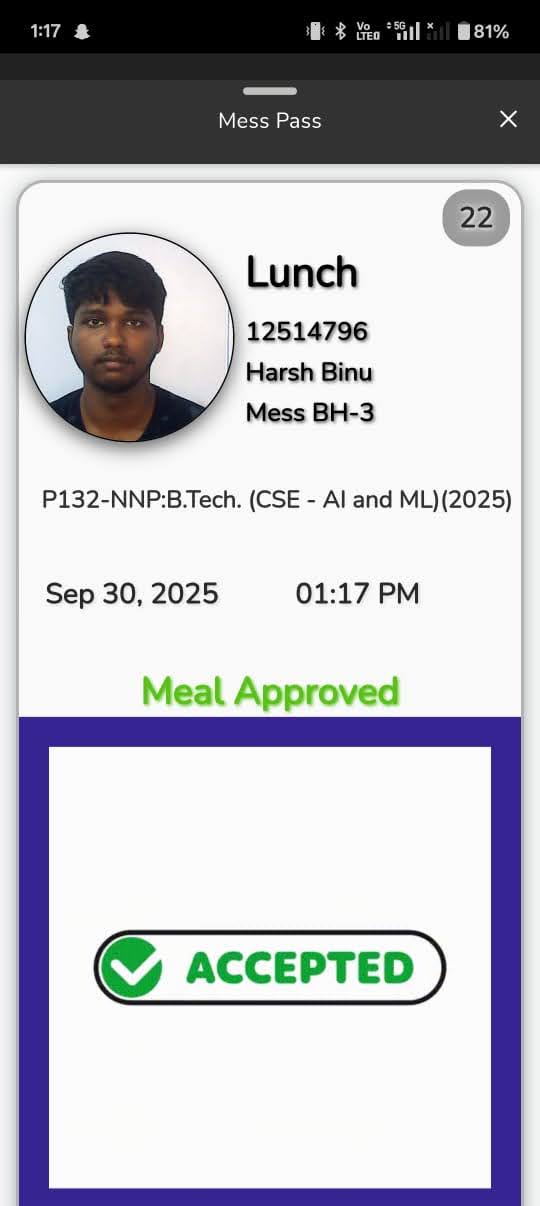 1:17
Vo
LTE
5G
81%
Mess Pass
22
Lunch
12514796
Harsh Binu
Mess BH-3
P132-NNP:B.Tech. (CSE - AI and ML)(2025)
Sep 30, 2025 01:17 PM
Meal Approved
ACCEPTED